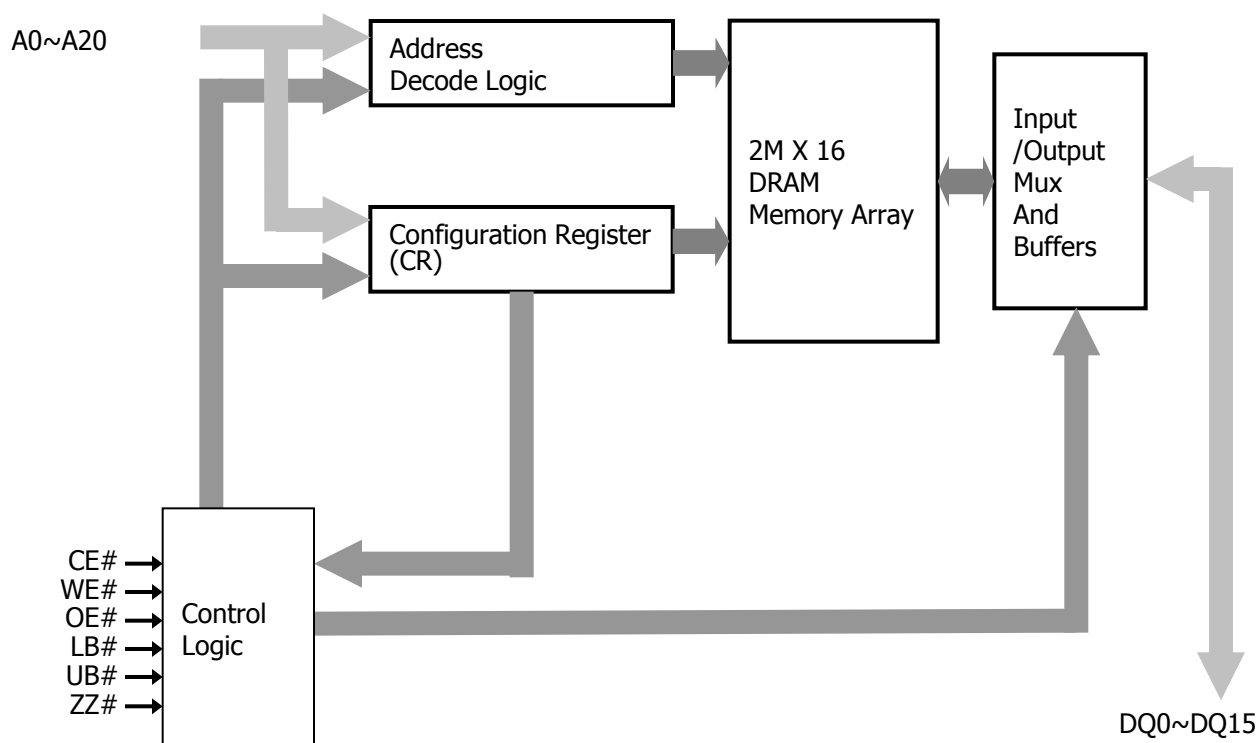 A0~A20
Address
Decode Logic
2M X 16
DRAM
Memory Array
Input
/Output
Mux
And
Buffers
Configuration Register
(CR)
CE#
WE#
OE#
LB#
UB#
ZZ#
Control
Logic
DQ0~DQ15